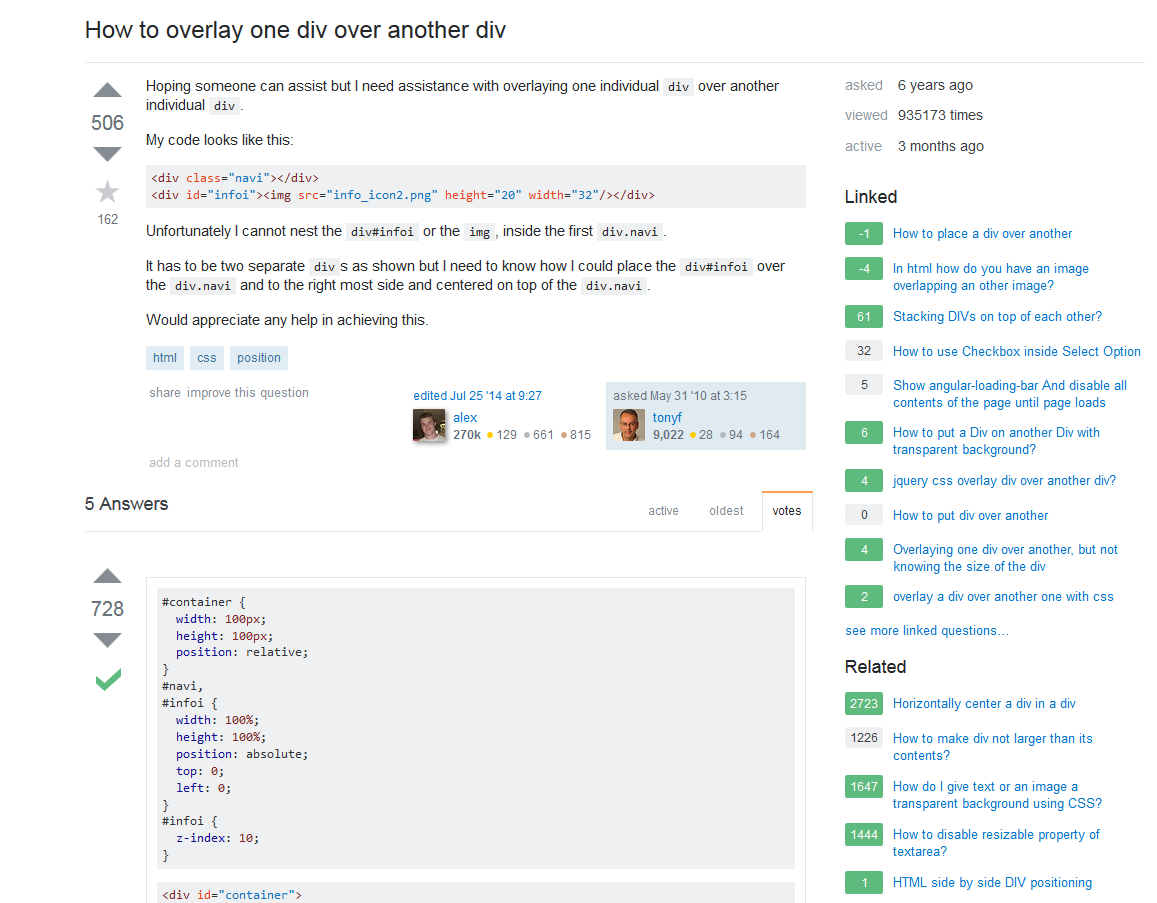 How to overlay one div over another div
506
162
Hoping someone can assist but I need assistance with overlaying one individual div over another
individual div.
My code looks like this:
<div class="navi"></div>
<div id="infoi"><img src="info_icon2.png" height="20" width="32"/></div>
Unfortunately I cannot nest the div#infoi or the img, inside the first div.navi.
It has to be two separate divs as shown but I need to know how I could place the div#infoi over
the div.navi and to the right most side and centered on top of the div.navi.
Would appreciate any help in achieving this.
html css position
share improve this question
edited Jul 25 '14 at 9:27
alex
270k 129 661 815
asked May 31 '10 at 3:15
tonyf
9,022 28 94 164
add a comment
5 Answers
active oldest votes
728
#container {
  width: 100px;
  height: 100px;
  position: relative;
}
#navi,
#infoi {
  width: 100%;
  height: 100%;
  position: absolute;
  top: 0;
  left: 0;
}
#infoi {
  z-index: 10;
}
<div id="container">
asked 6 years ago
viewed 935173 times
active 3 months ago
Linked
-1 How to place a div over another
-4 In html how do you have an image
overlapping an other image?
61 Stacking DIVs on top of each other?
32 How to use Checkbox inside Select Option
5 Show angular-loading-bar And disable all
contents of the page until page loads
6 How to put a Div on another Div with
transparent background?
4 jquery css overlay div over another div?
0 How to put div over another
4 Overlaying one div over another, but not
knowing the size of the div
2 overlay a div over another one with css
see more linked questions…
Related
2723 Horizontally center a div in a div
1226 How to make div not larger than its
contents?
1647 How do I give text or an image a
transparent background using CSS?
1444 How to disable resizable property of
textarea?
1 HTML side by side DIV positioning